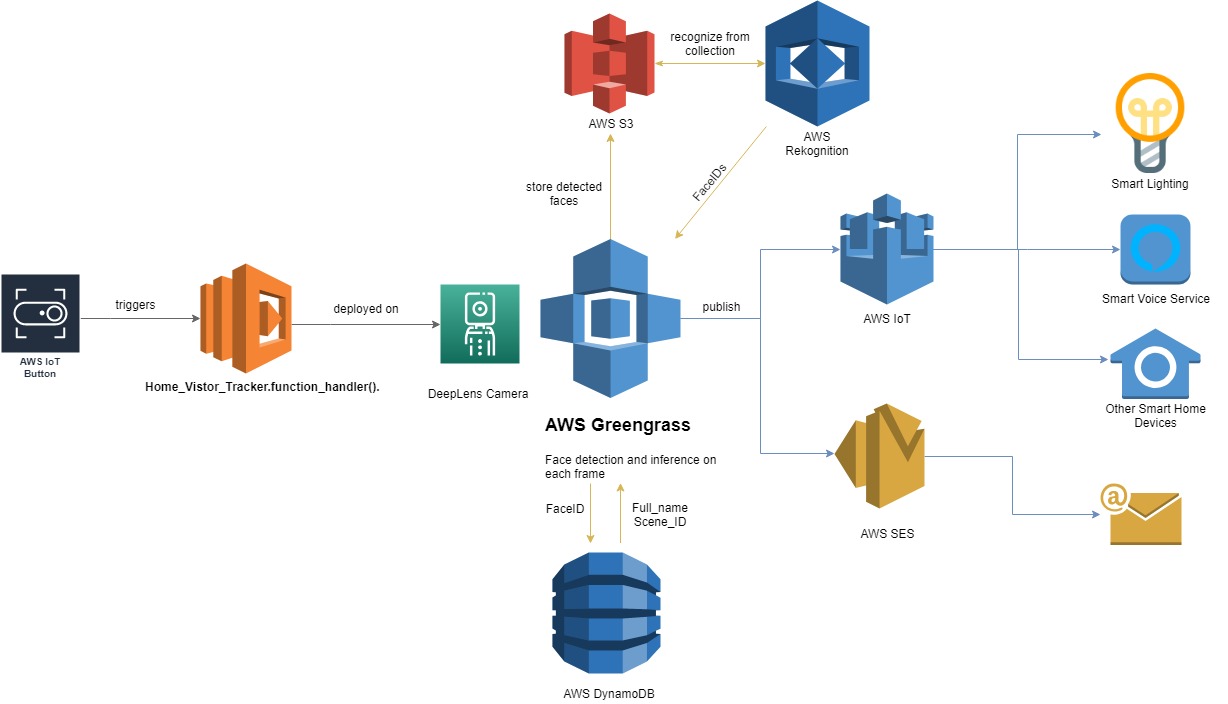 recognize from
collection
AWS S3
AWS
Rekognition
FaceIDs
store detected
faces
Smart Lighting
triggers
deployed on
publish
AWS IoT
Smart Voice Service
AWS IoT
Button
Home_Vistor_Tracker.function_handler().
DeepLens Camera
Other Smart Home
Devices
AWS Greengrass
Face detection and inference on
each frame
FaceID
Full_name
Scene_ID
@
AWS SES
AWS DynamoDB